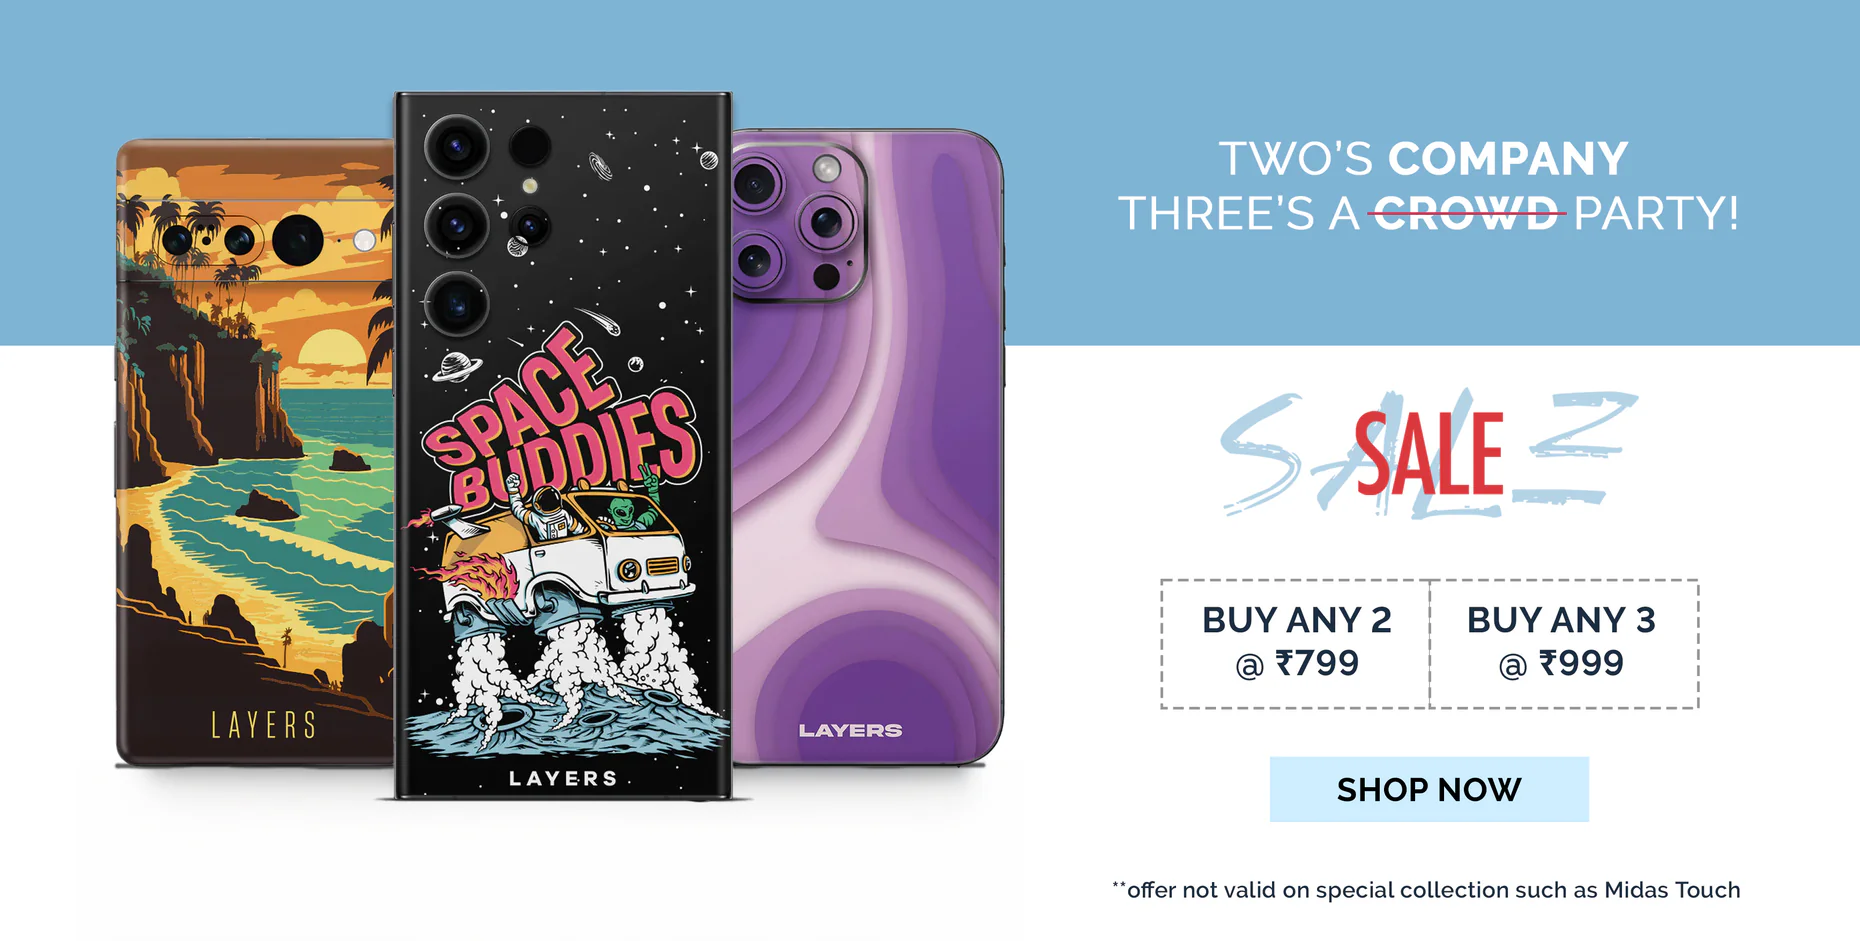 TWO'S COMPANY
THREE'S A CROWD PARTY!
SPACE
BUDDIES
LAYERS
LAYERS
LAYERS
SALE
SALE
BUY ANY 2
@ ₹799
BUY ANY 3
@ ₹999
SHOP NOW
**offer not valid on special collection such as Midas Touch